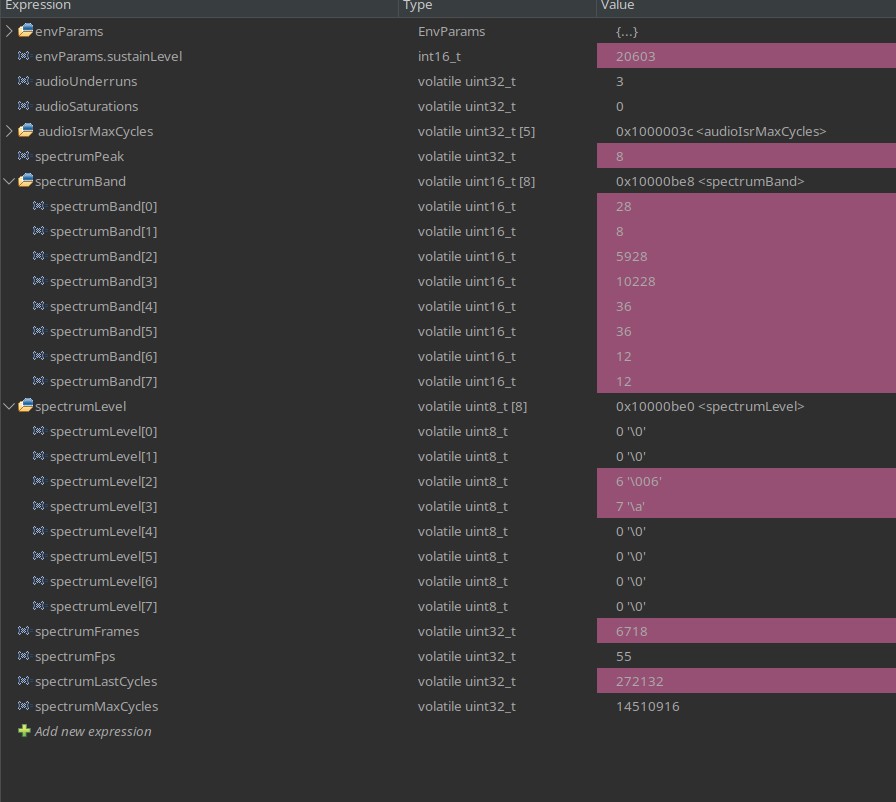 Expression Type Value
envParams EnvParams {...}
envParams.sustainLevel int16_t 20603
audioUnderruns volatile uint32_t 3
audioSaturations volatile uint32_t 0
audioIsrMaxCycles volatile uint32_t [5] 0x1000003c <audioIsrMaxCycles>
spectrumPeak volatile uint32_t 8
spectrumBand volatile uint16_t [8] 0x10000be8 <spectrumBand>
spectrumBand[0] volatile uint16_t 28
spectrumBand[1] volatile uint16_t 8
spectrumBand[2] volatile uint16_t 5928
spectrumBand[3] volatile uint16_t 10228
spectrumBand[4] volatile uint16_t 36
spectrumBand[5] volatile uint16_t 36
spectrumBand[6] volatile uint16_t 12
spectrumBand[7] volatile uint16_t 12
spectrumLevel volatile uint8_t [8] 0x10000be0 <spectrumLevel>
spectrumLevel[0] volatile uint8_t 0 '\0'
spectrumLevel[1] volatile uint8_t 0 '\0'
spectrumLevel[2] volatile uint8_t 6 '\006'
spectrumLevel[3] volatile uint8_t 7 '\a'
spectrumLevel[4] volatile uint8_t 0 '\0'
spectrumLevel[5] volatile uint8_t 0 '\0'
spectrumLevel[6] volatile uint8_t 0 '\0'
spectrumLevel[7] volatile uint8_t 0 '\0'
spectrumFrames volatile uint32_t 6718
spectrumFps volatile uint32_t 55
spectrumLastCycles volatile uint32_t 272132
spectrumMaxCycles volatile uint32_t 14510916
Add new expression